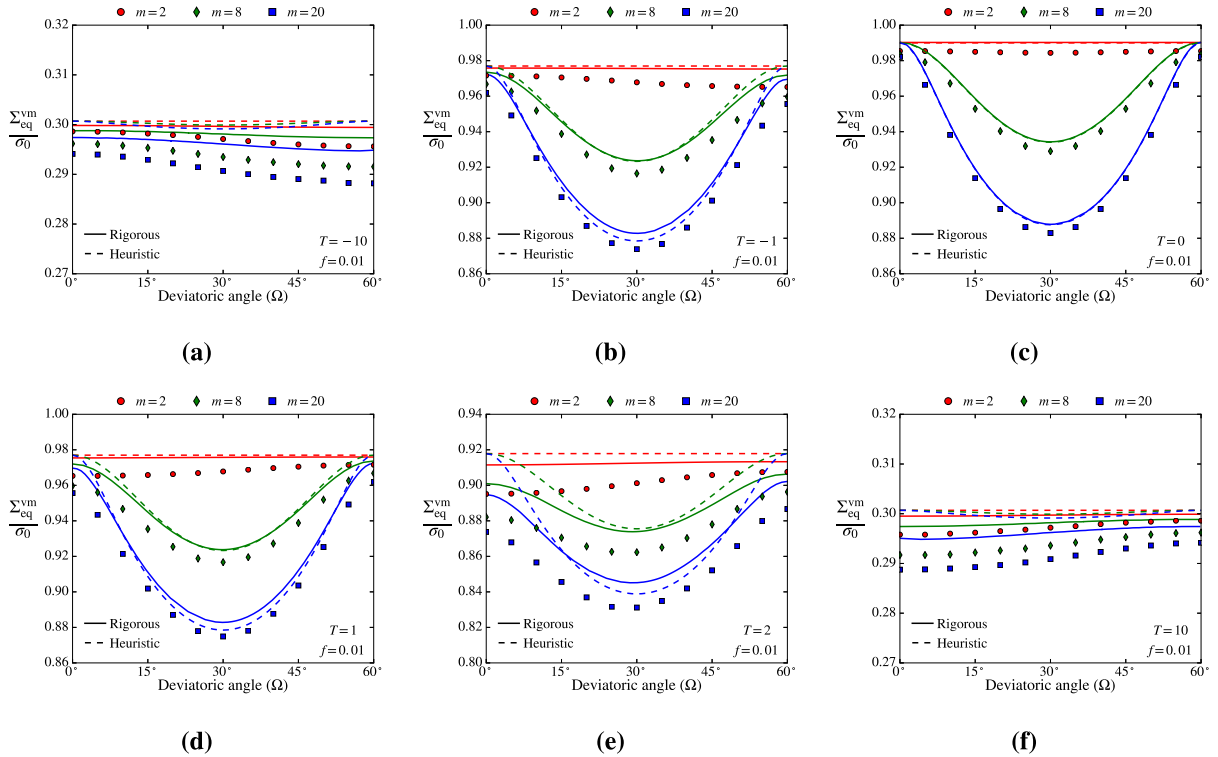 m=2 m=8 m=20
0.32
0.31
0.30
0.29
0.28
0.27
Σ_eq^vm / σ₀
Rigorous
Heuristic
T=−10
f=0.01
0° 15° 30° 45° 60°
Deviatoric angle (Ω)
(a)
m=2 m=8 m=20
1.00
0.98
0.96
0.94
0.92
0.90
0.88
0.86
Σ_eq^vm / σ₀
Rigorous
Heuristic
T=−1
f=0.01
0° 15° 30° 45° 60°
Deviatoric angle (Ω)
(b)
m=2 m=8 m=20
1.00
0.98
0.96
0.94
0.92
0.90
0.88
0.86
Σ_eq^vm / σ₀
Rigorous
Heuristic
T=0
f=0.01
0° 15° 30° 45° 60°
Deviatoric angle (Ω)
(c)
m=2 m=8 m=20
1.00
0.98
0.96
0.94
0.92
0.90
0.88
0.86
Σ_eq^vm / σ₀
Rigorous
Heuristic
T=1
f=0.01
0° 15° 30° 45° 60°
Deviatoric angle (Ω)
(d)
m=2 m=8 m=20
0.94
0.92
0.90
0.88
0.86
0.84
0.82
0.80
Σ_eq^vm / σ₀
Rigorous
Heuristic
T=2
f=0.01
0° 15° 30° 45° 60°
Deviatoric angle (Ω)
(e)
m=2 m=8 m=20
0.32
0.31
0.30
0.29
0.28
0.27
Σ_eq^vm / σ₀
Rigorous
Heuristic
T=10
f=0.01
0° 15° 30° 45° 60°
Deviatoric angle (Ω)
(f)